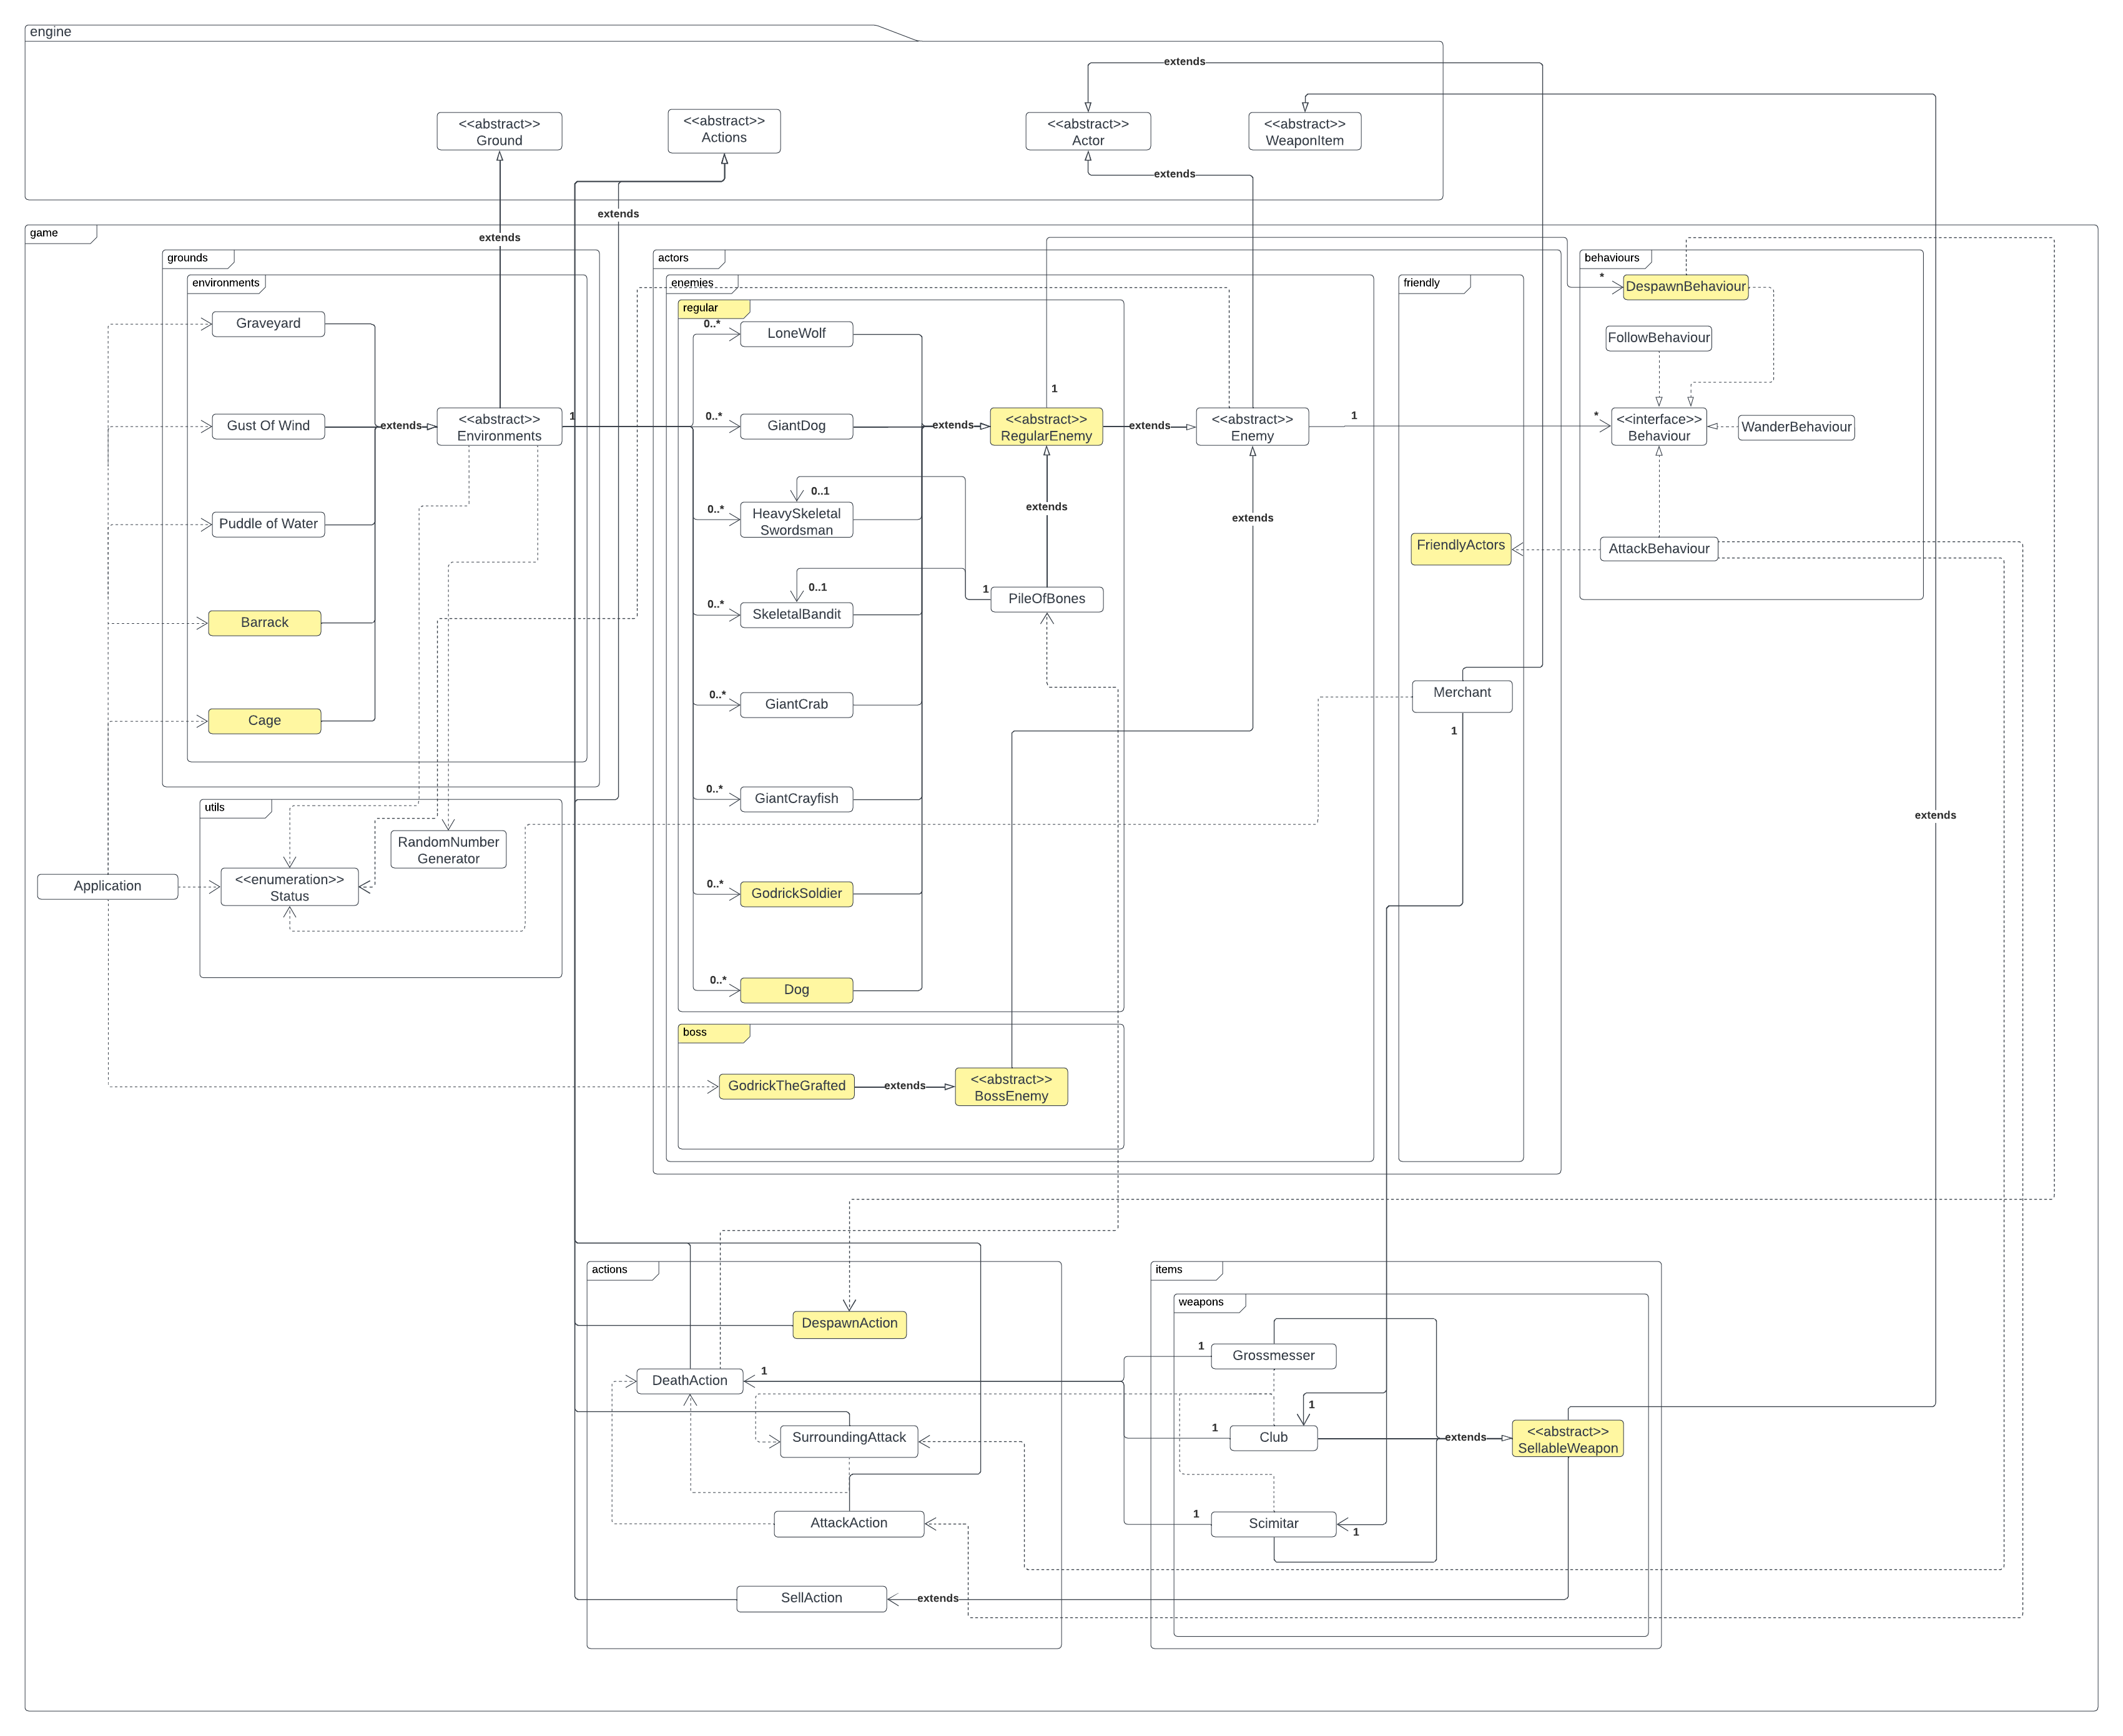 engine
extends
<<abstract>>
Ground
<<abstract>>
Actions
<<abstract>>
Actor
<<abstract>>
WeaponItem
extends
extends
extends
game
grounds
environments
actors
enemies
regular
friendly
behaviours
*
DespawnBehaviour
Graveyard
0..*
LoneWolf
FollowBehaviour
1
Gust Of Wind
extends
<<abstract>>
Environments
1
0..*
GiantDog
extends
<<abstract>>
RegularEnemy
extends
<<abstract>>
Enemy
1
*
<<interface>>
Behaviour
WanderBehaviour
0..1
0..*
HeavySkeletal
Swordsman
extends
extends
Puddle of Water
FriendlyActors
AttackBehaviour
0..1
1
PileOfBones
0..*
SkeletalBandit
Barrack
Merchant
0..*
GiantCrab
Cage
1
0..*
GiantCrayfish
utils
extends
RandomNumber
Generator
Application
<<enumeration>>
Status
0..*
GodrickSoldier
0..*
Dog
boss
GodrickTheGrafted
extends
<<abstract>>
BossEnemy
actions
items
weapons
DespawnAction
1
Grossmesser
DeathAction
1
1
1
Club
extends
<<abstract>>
SellableWeapon
SurroundingAttack
AttackAction
1
Scimitar
1
SellAction
extends